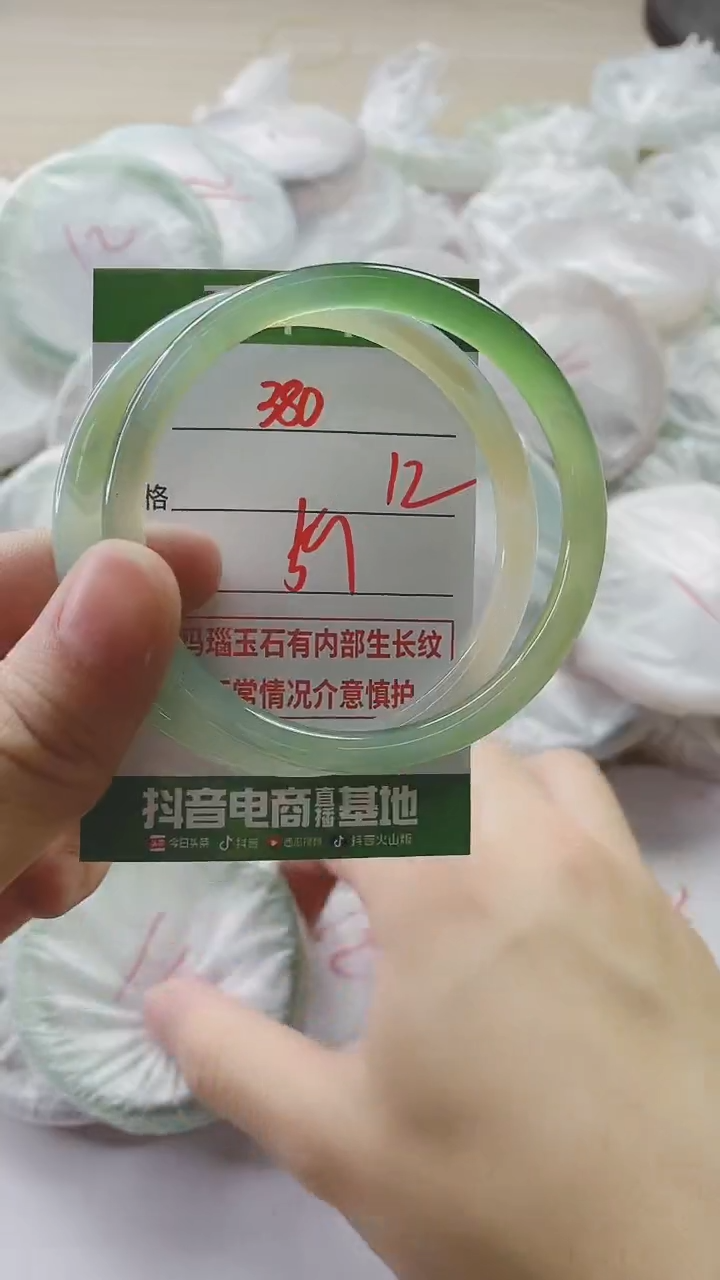 12
380
格
12
59
玛瑙玉石有内部生长纹
常情况介意慎护
抖音电商直播基地
今日头条 抖音 西瓜视频 抖音火山版